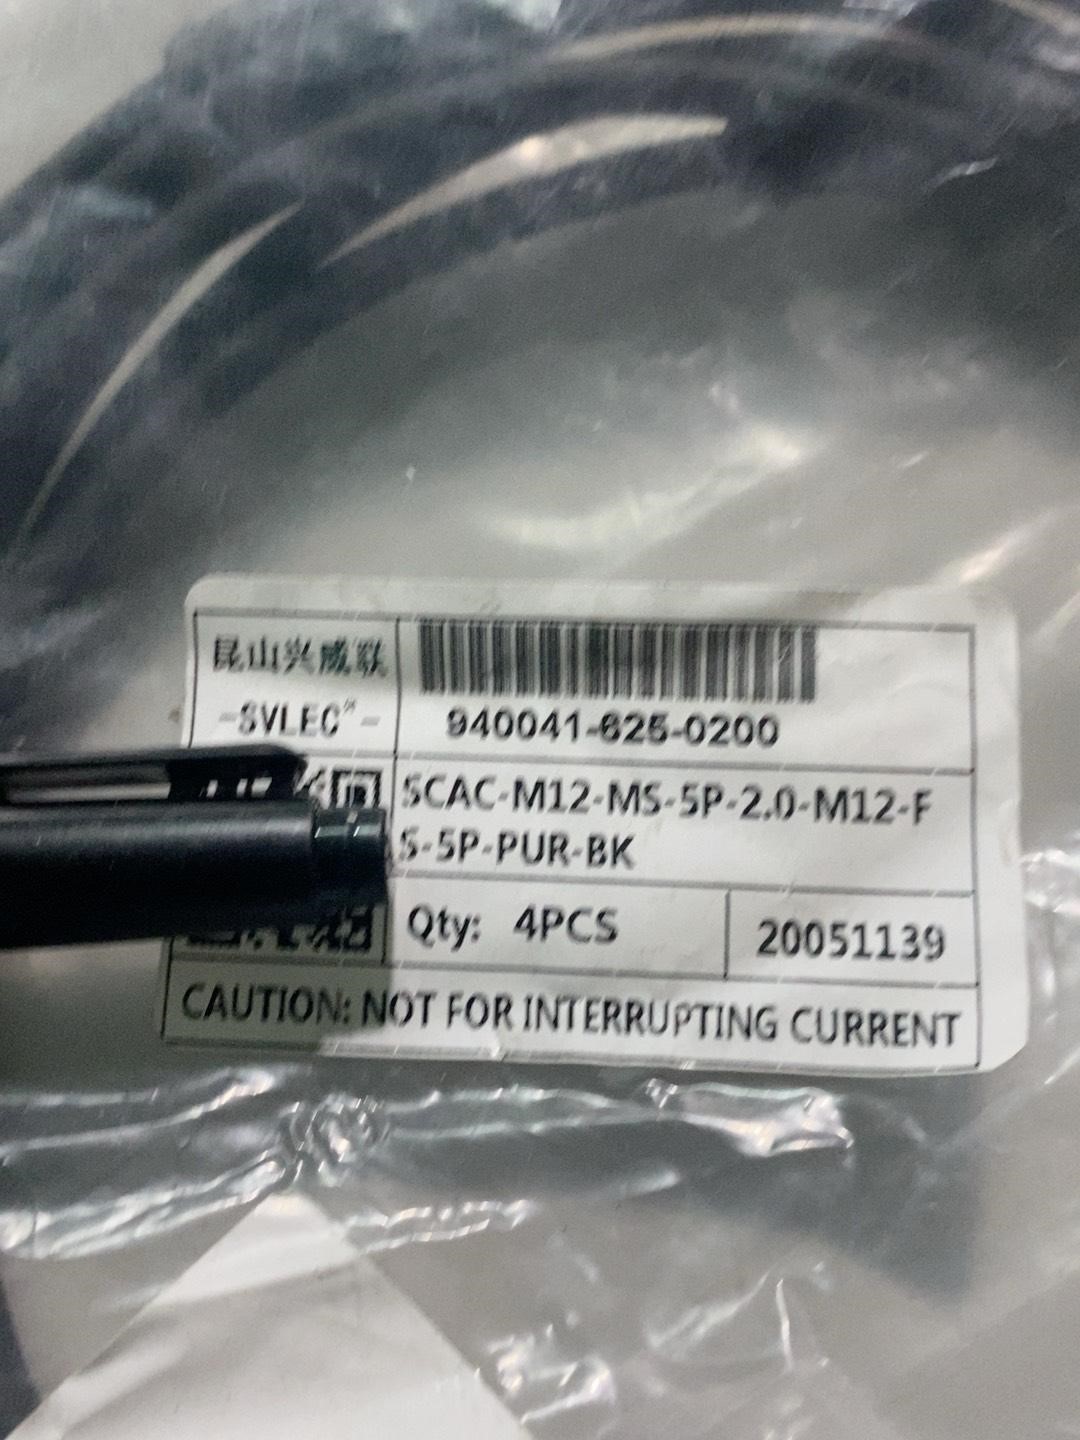 昆山兴威联
-SVLEC®-
940041-625-0200
SCAC-M12-MS-5P-2.0-M12-F
S-5P-PUR-BK
Qty: 4PCS
20051139
CAUTION: NOT FOR INTERRUPTING CURRENT